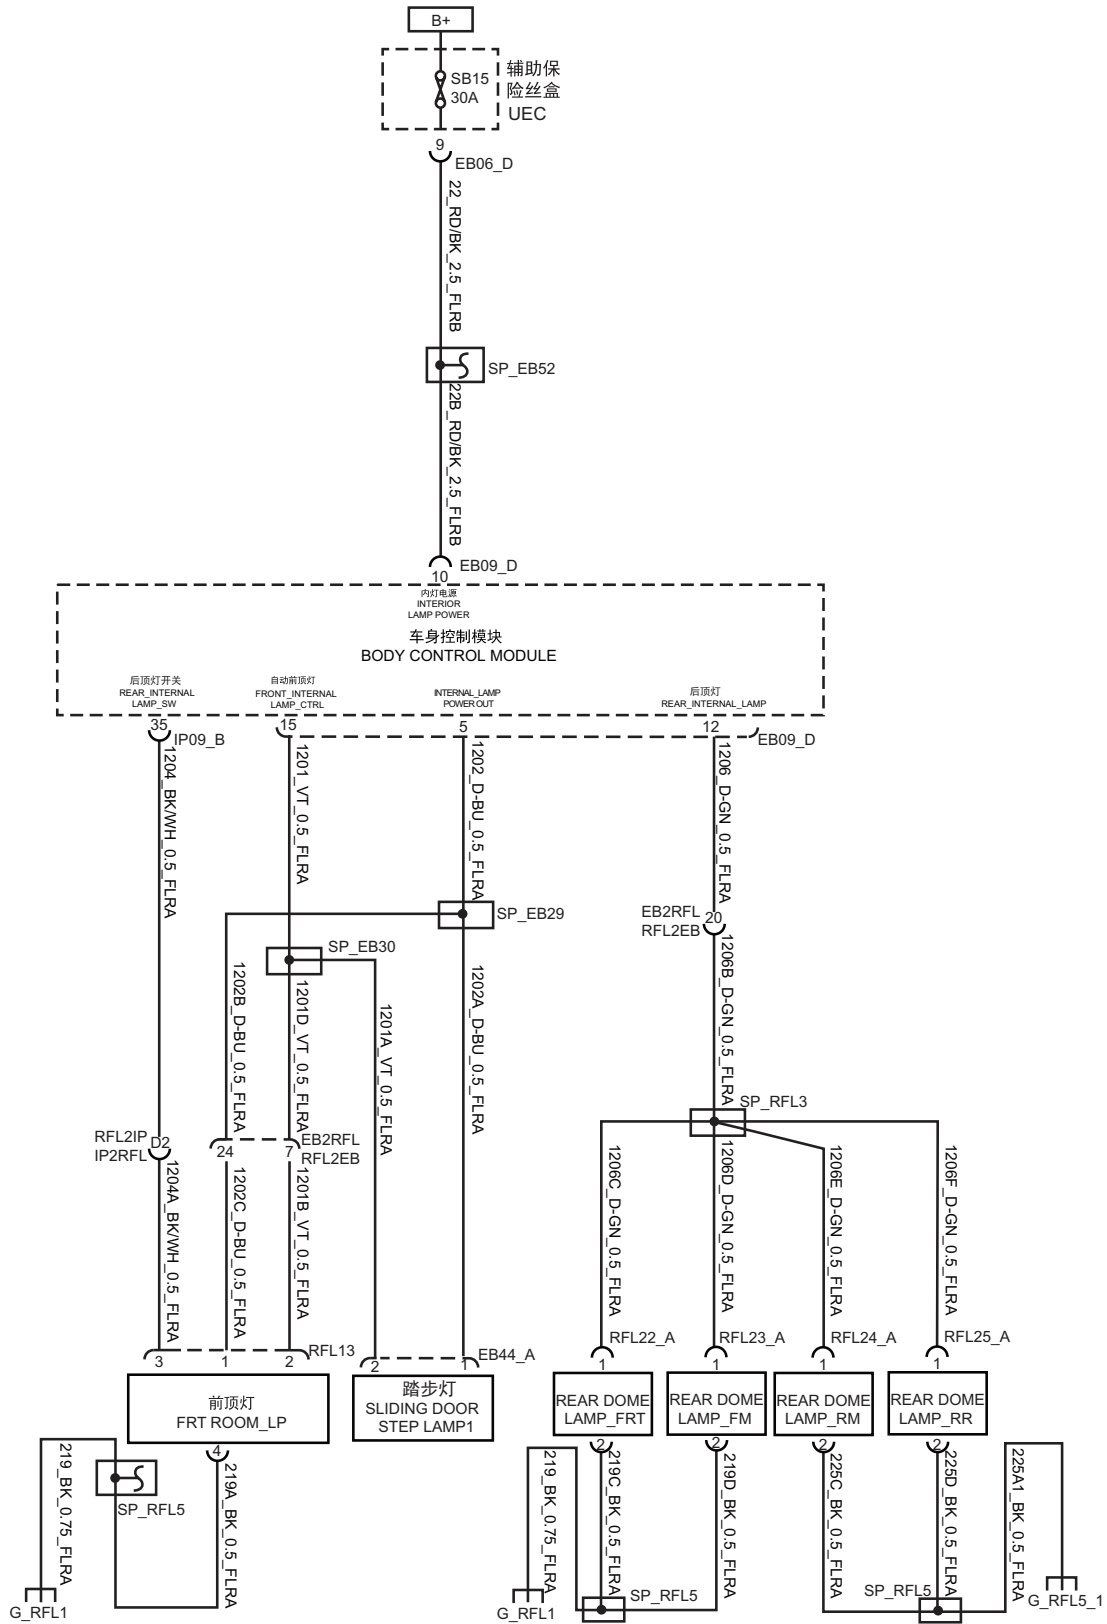 B+
SB15
30A
辅助保
险丝盒
UEC
9
EB06_D
22_RD/BK_2.5_FLRB
SP_EB52
22B_RD/BK_2.5_FLRB
EB09_D
10
内灯电源
INTERIOR
LAMP POWER
车身控制模块
BODY CONTROL MODULE
后顶灯开关
REAR_INTERNAL
LAMP_SW
自动前顶灯
FRONT_INTERNAL
LAMP_CTRL
INTERNAL_LAMP
POWER OUT
后顶灯
REAR_INTERNAL_LAMP
35
IP09_B
15
5
12
EB09_D
1204_BK/WH_0.5_FLRA
1201_VT_0.5_FLRA
1202_D-BU_0.5_FLRA
1206_D-GN_0.5_FLRA
SP_EB29
EB2RFL
RFL2EB
20
SP_EB30
1202B_D-BU_0.5_FLRA
1201D_VT_0.5_FLRA
1201A_VT_0.5_FLRA
1202A_D-BU_0.5_FLRA
1206B_D-GN_0.5_FLRA
SP_RFL3
RFL2IP
IP2RFL
D2
24
7
EB2RFL
RFL2EB
1204A_BK/WH_0.5_FLRA
1202C_D-BU_0.5_FLRA
1201B_VT_0.5_FLRA
1206C_D-GN_0.5_FLRA
1206D_D-GN_0.5_FLRA
1206E_D-GN_0.5_FLRA
1206F_D-GN_0.5_FLRA
3
1
2
RFL13
2
1
EB44_A
RFL22_A
1
RFL23_A
1
RFL24_A
1
RFL25_A
1
前顶灯
FRT ROOM_LP
踏步灯
SLIDING DOOR
STEP LAMP1
REAR DOME
LAMP_FRT
REAR DOME
LAMP_FM
REAR DOME
LAMP_RM
REAR DOME
LAMP_RR
4
2
2
2
2
219_BK_0.75_FLRA
SP_RFL5
219A_BK_0.5_FLRA
G_RFL1
219_BK_0.75_FLRA
219C_BK_0.5_FLRA
219D_BK_0.5_FLRA
225C_BK_0.5_FLRA
225D_BK_0.5_FLRA
225A1_BK_0.5_FLRA
G_RFL1
SP_RFL5
SP_RFL5
G_RFL5_1